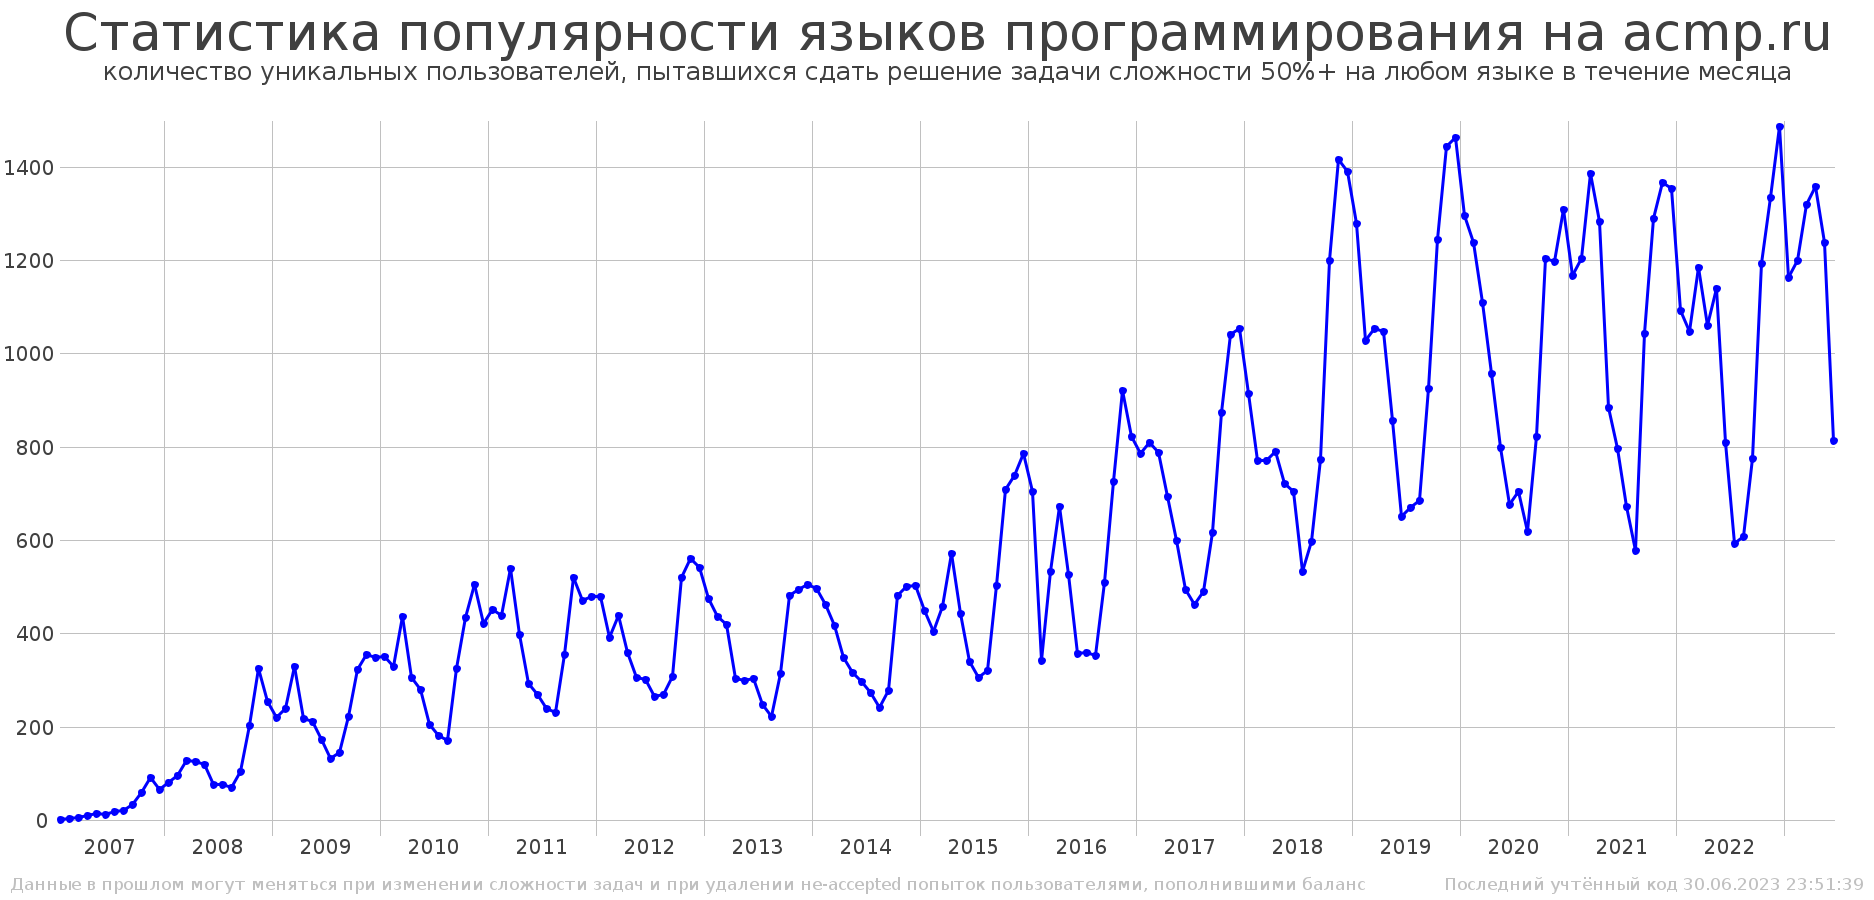 Статистика популярности языков программирования на acmp.ru
количество уникальных пользователей, пытавшихся сдать решение задачи сложности 50%+ на любом языке в течение месяца
1400
1200
1000
800
600
400
200
0
2007 2008 2009 2010 2011 2012 2013 2014 2015 2016 2017 2018 2019 2020 2021 2022
Данные в прошлом могут меняться при изменении сложности задач и при удалении не-accepted попыток пользователями, пополнившими баланс
Последний учтённый код 30.06.2023 23:51:39